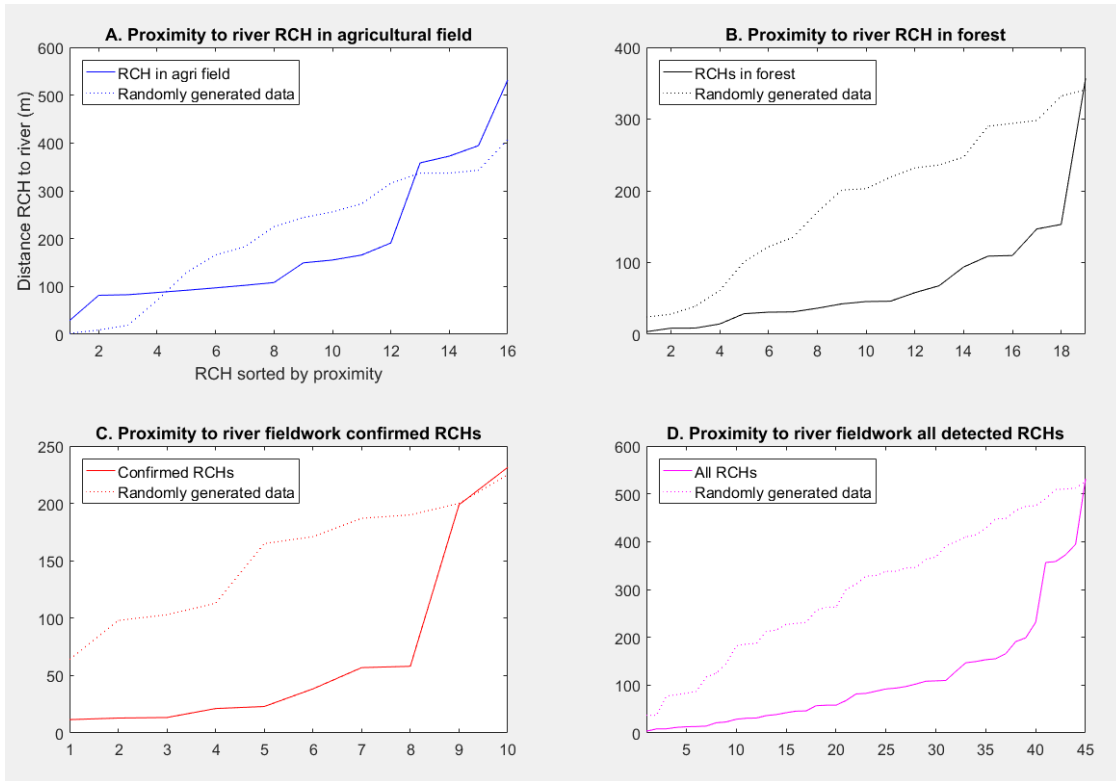 A. Proximity to river RCH in agricultural field
600
500
400
300
200
100
0
Distance RCH to river (m)
RCH in agri field
Randomly generated data
2 4 6 8 10 12 14 16
RCH sorted by proximity
B. Proximity to river RCH in forest
400
300
200
100
0
RCHs in forest
Randomly generated data
2 4 6 8 10 12 14 16 18
C. Proximity to river fieldwork confirmed RCHs
250
200
150
100
50
0
Confirmed RCHs
Randomly generated data
1 2 3 4 5 6 7 8 9 10
D. Proximity to river fieldwork all detected RCHs
600
500
400
300
200
100
0
All RCHs
Randomly generated data
5 10 15 20 25 30 35 40 45